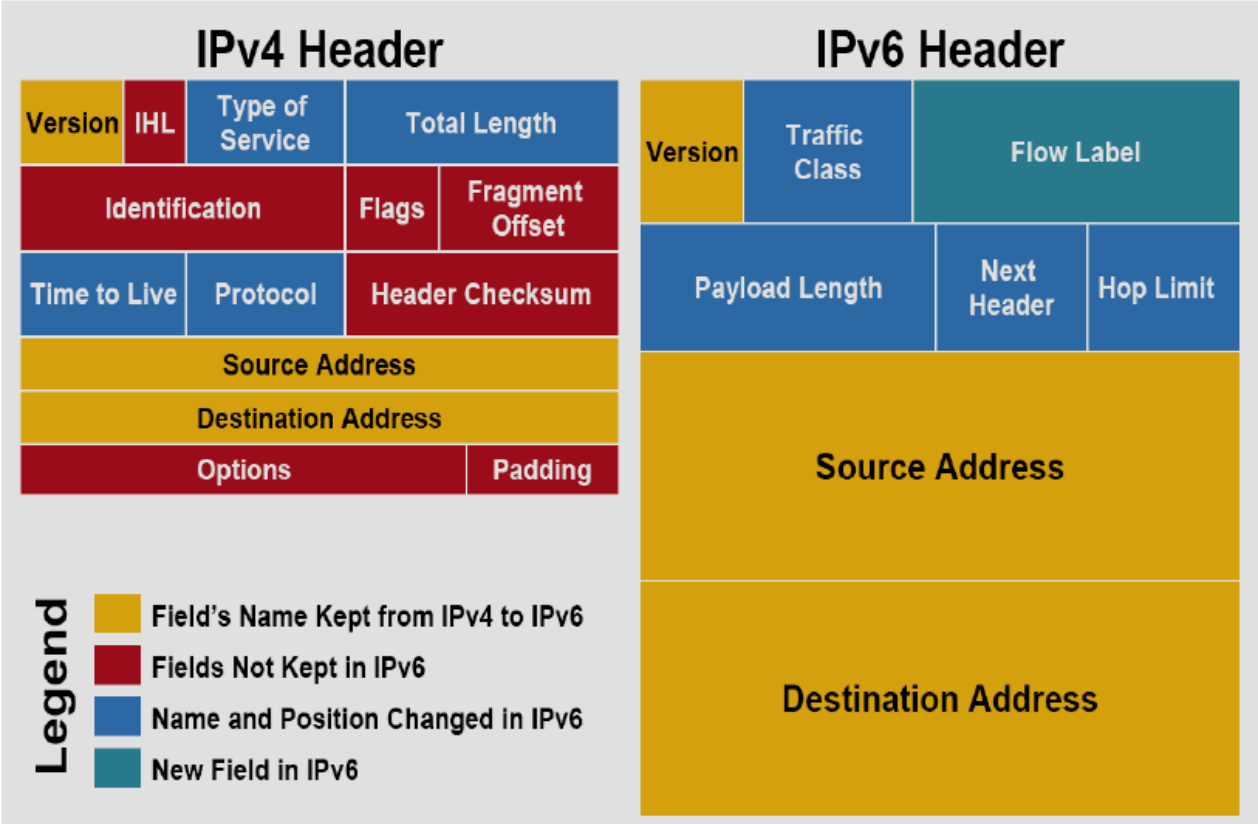 IPv4 Header
Version IHL Type of Service Total Length
Identification Flags Fragment Offset
Time to Live Protocol Header Checksum
Source Address
Destination Address
Options Padding
IPv6 Header
Version Traffic Class Flow Label
Payload Length Next Header Hop Limit
Source Address
Destination Address
Legend
Field’s Name Kept from IPv4 to IPv6
Fields Not Kept in IPv6
Name and Position Changed in IPv6
New Field in IPv6